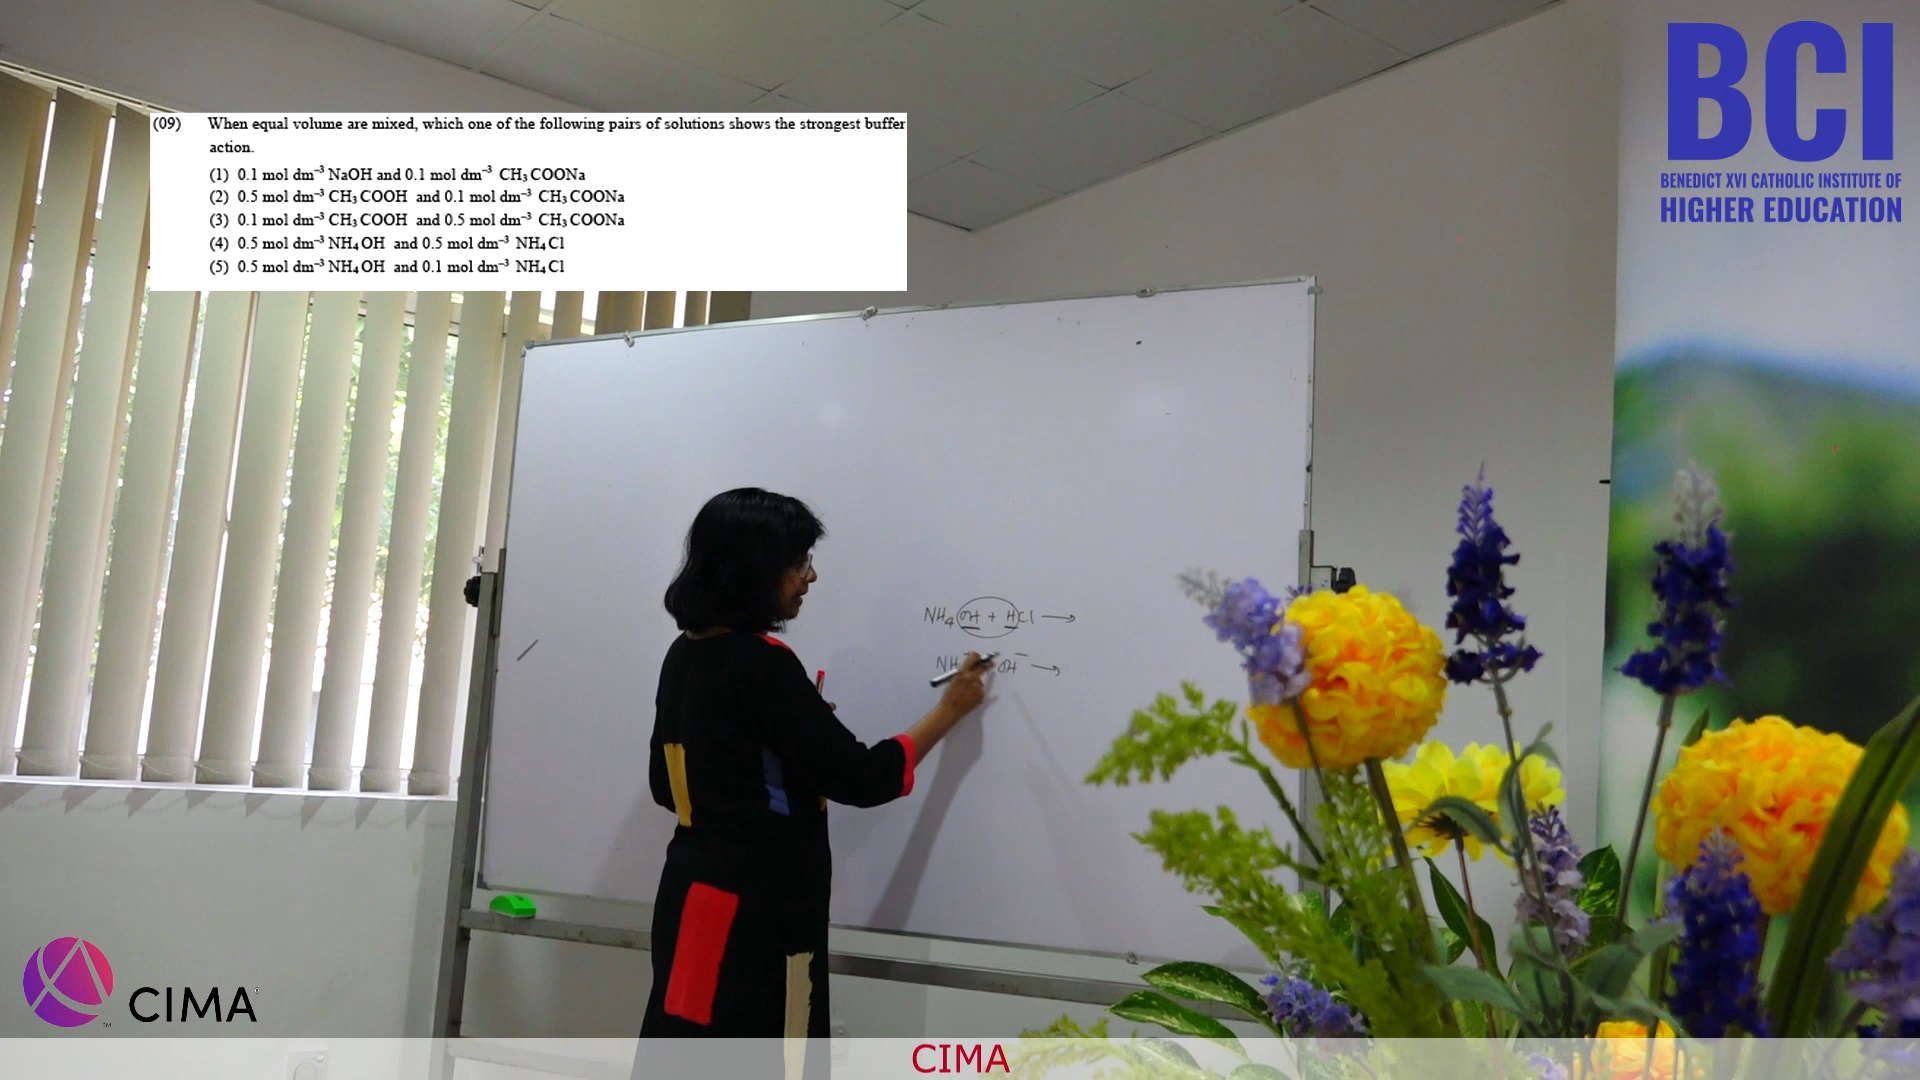 (09) When equal volume are mixed, which one of the following pairs of solutions shows the strongest buffer
action.
(1) 0.1 mol dm⁻³ NaOH and 0.1 mol dm⁻³ CH₃COONa
(2) 0.5 mol dm⁻³ CH₃COOH and 0.1 mol dm⁻³ CH₃COONa
(3) 0.1 mol dm⁻³ CH₃COOH and 0.5 mol dm⁻³ CH₃COONa
(4) 0.5 mol dm⁻³ NH₄OH and 0.5 mol dm⁻³ NH₄Cl
(5) 0.5 mol dm⁻³ NH₄OH and 0.1 mol dm⁻³ NH₄Cl
BCI
BENEDICT XVI CATHOLIC INSTITUTE OF
HIGHER EDUCATION
NH₄OH + HCl →
NH OH⁻ →
CIMA
CIMA